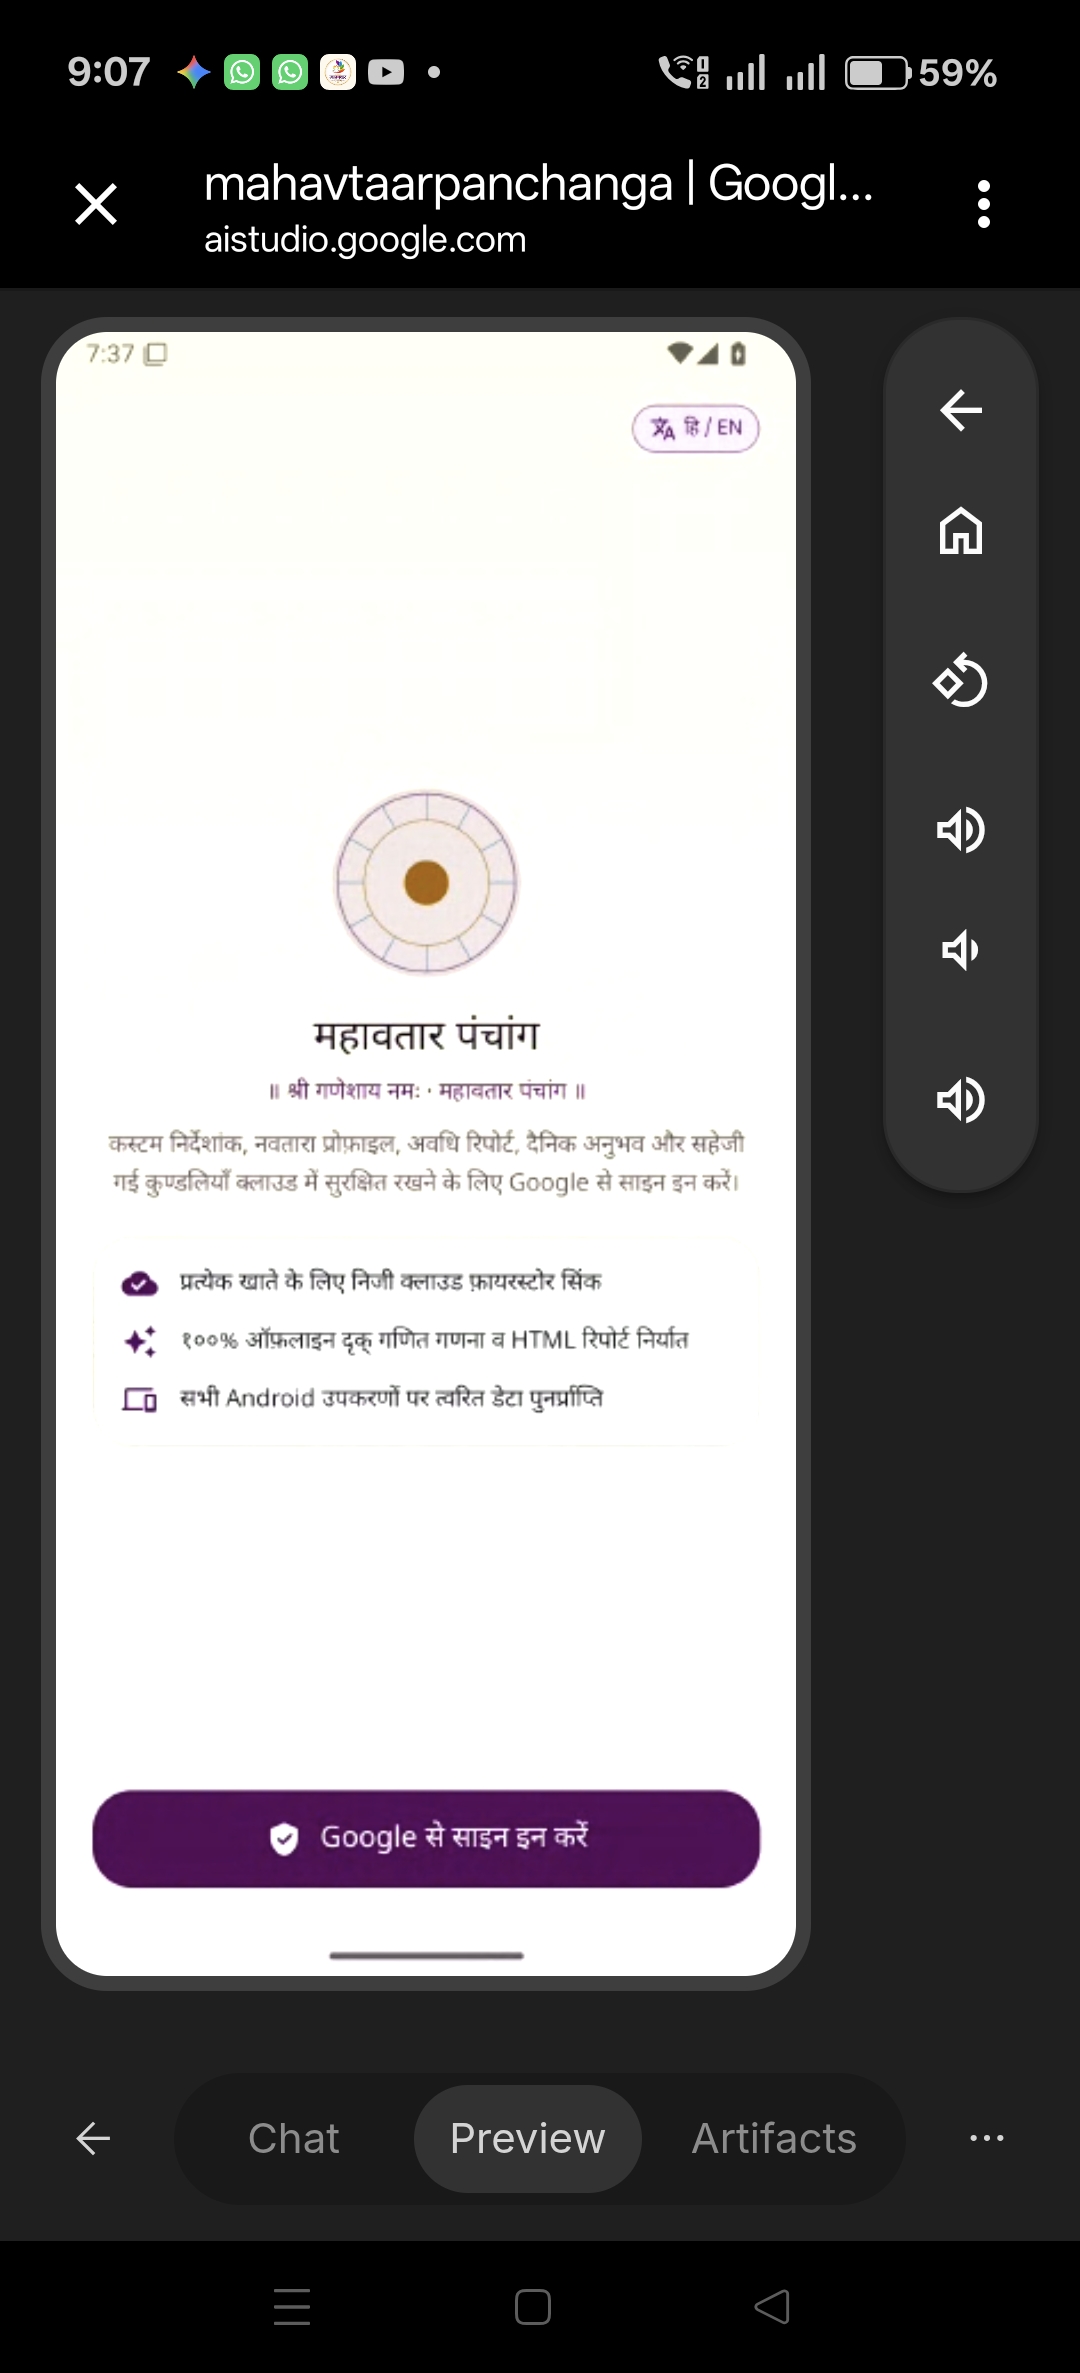 9:07
59%
mahavtaarpanchanga | Googl...
aistudio.google.com
7:37
हि / EN
महावतार पंचांग
॥ श्री गणेशाय नमः · महावतार पंचांग ॥
कस्टम निर्देशांक, नवतारा प्रोफ़ाइल, अवधि रिपोर्ट, दैनिक अनुभव और सहेजी
गई कुण्डलियाँ क्लाउड में सुरक्षित रखने के लिए Google से साइन इन करें।
प्रत्येक खाते के लिए निजी क्लाउड फ़ायरस्टोर सिंक
१००% ऑफ़लाइन दृक् गणित गणना व HTML रिपोर्ट निर्यात
सभी Android उपकरणों पर त्वरित डेटा पुनर्प्राप्ति
Google से साइन इन करें
Chat
Preview
Artifacts